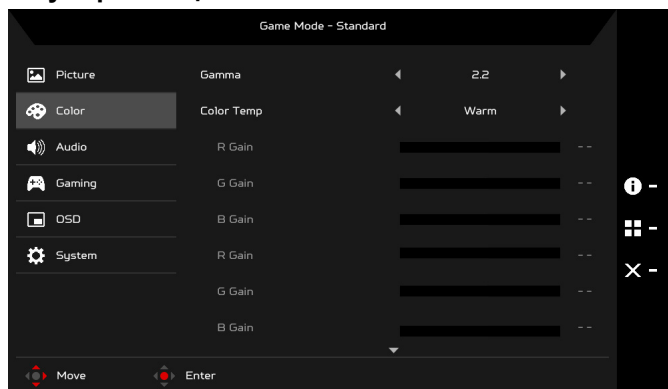 Game Mode - Standard
Picture
Gamma
2.2
Color
Color Temp
Warm
Audio
R Gain
--
Gaming
G Gain
--
OSD
B Gain
--
System
R Gain
--
G Gain
--
B Gain
--
Move
Enter